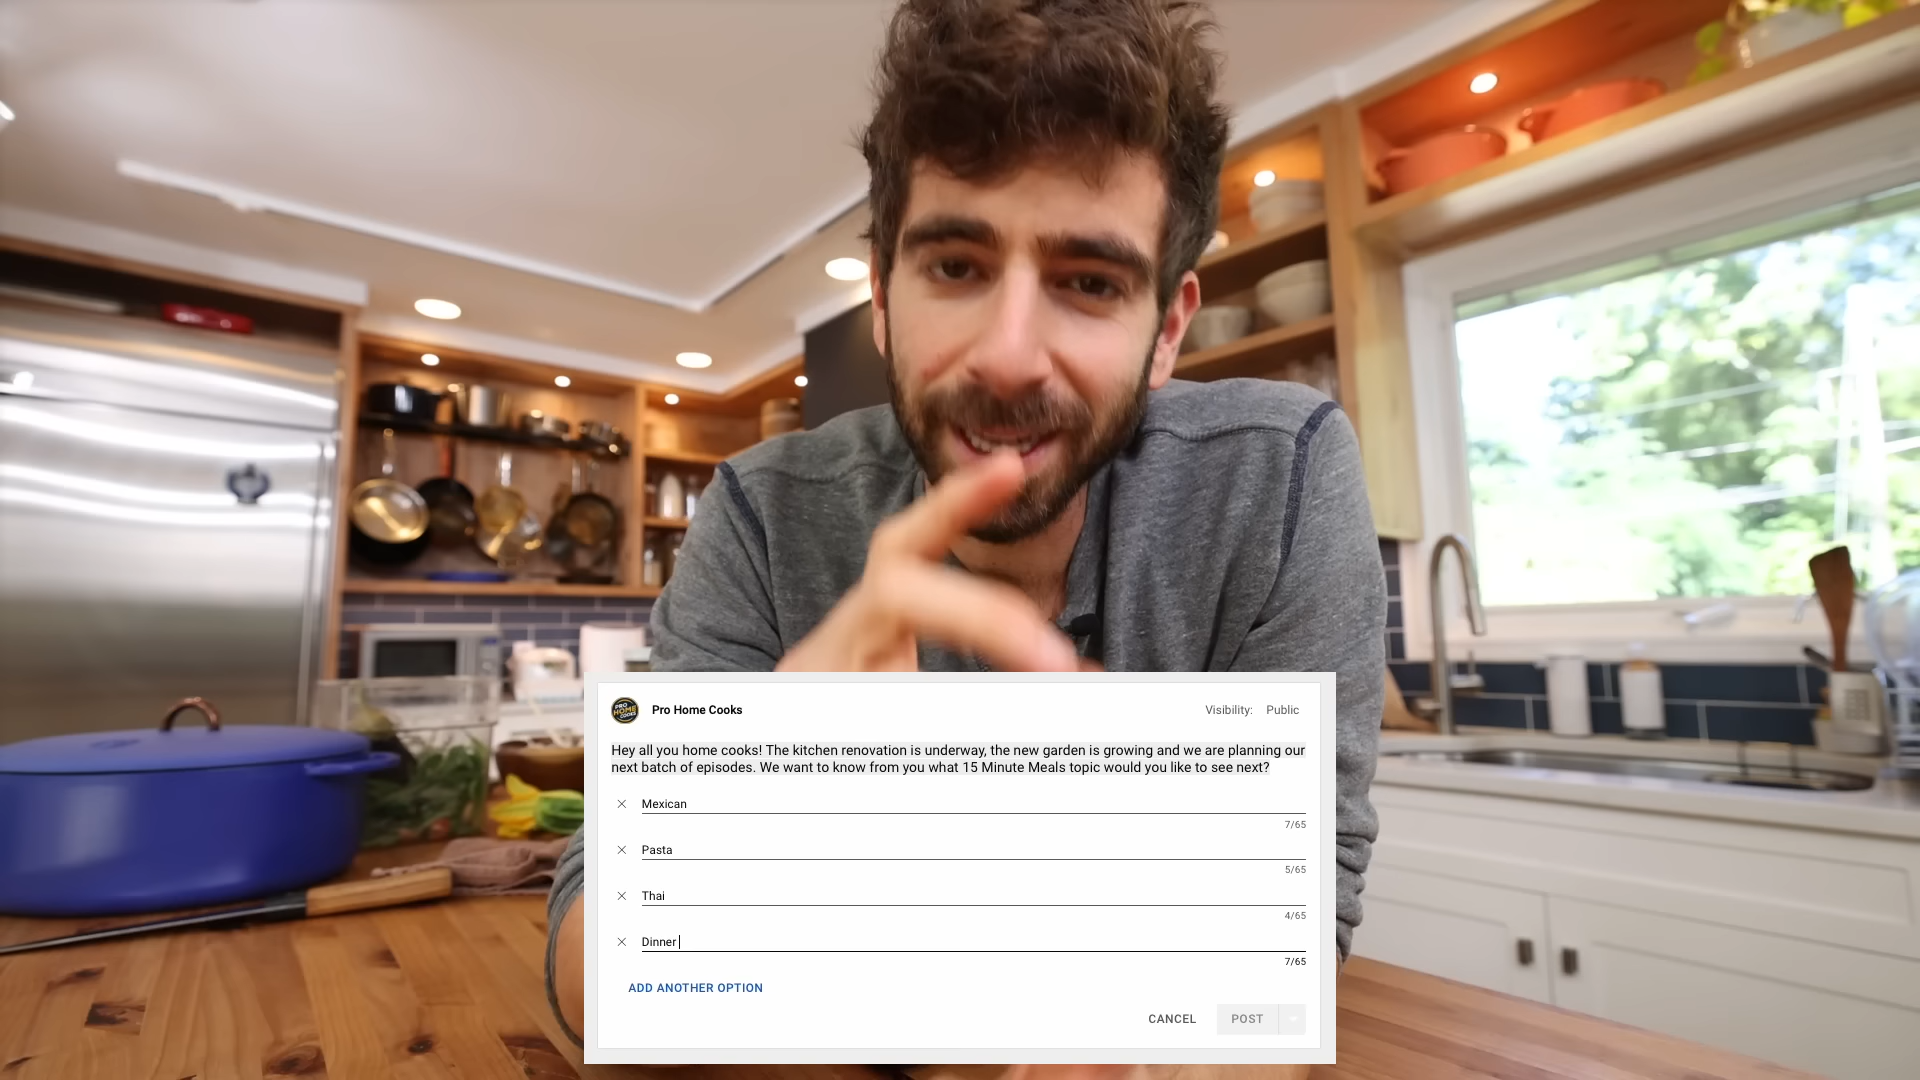 PRO HOME COOKS
Pro Home Cooks
Visibility: Public
Hey all you home cooks! The kitchen renovation is underway, the new garden is growing and we are planning our
next batch of episodes. We want to know from you what 15 Minute Meals topic would you like to see next?
Mexican
7/65
Pasta
5/65
Thai
4/65
Dinner
7/65
ADD ANOTHER OPTION
CANCEL
POST